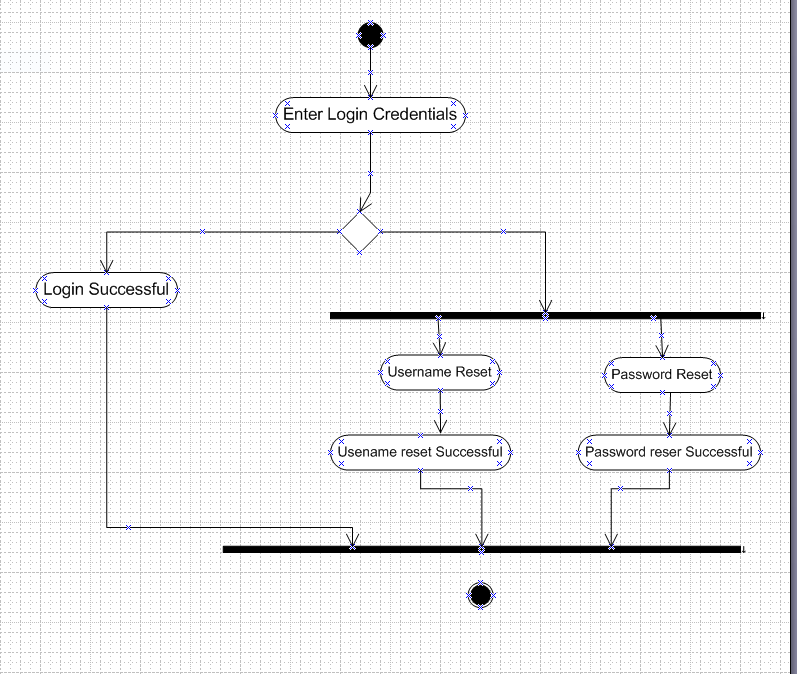 Enter Login Credentials
Login Successful
Username Reset
Password Reset
Usename reset Successful
Password reser Successful